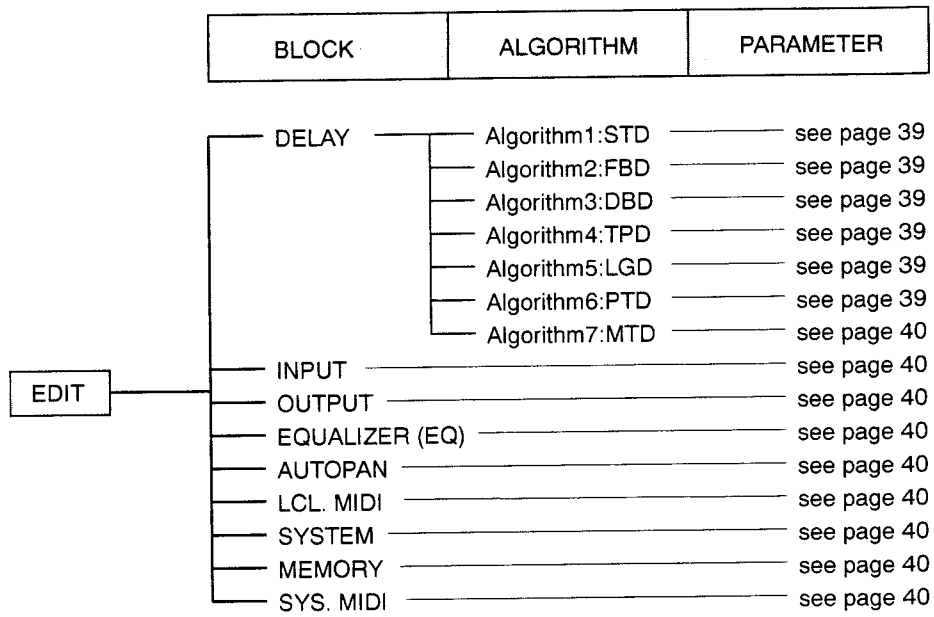 BLOCK ALGORITHM PARAMETER
DELAY Algorithm1:STD see page 39
Algorithm2:FBD see page 39
Algorithm3:DBD see page 39
Algorithm4:TPD see page 39
Algorithm5:LGD see page 39
Algorithm6:PTD see page 39
Algorithm7:MTD see page 40
INPUT see page 40
EDIT
OUTPUT see page 40
EQUALIZER (EQ) see page 40
AUTOPAN see page 40
LCL. MIDI see page 40
SYSTEM see page 40
MEMORY see page 40
SYS. MIDI see page 40